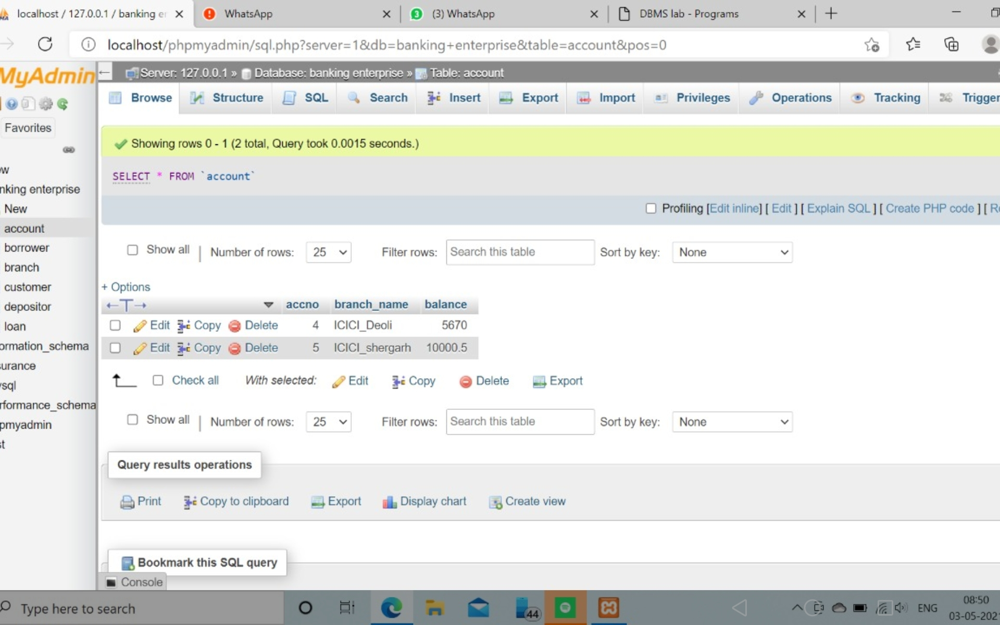 localhost / 127.0.0.1 / banking er
WhatsApp
(3) WhatsApp
DBMS lab - Programs
localhost/phpmyadmin/sql.php?server=1&db=banking+enterprise&table=account&pos=0
MyAdmin
Favorites
nking enterprise
New
account
borrower
branch
customer
depositor
loan
ormation_schema
surance
rformance_schema
pmyadmin
Server: 127.0.0.1 » Database: banking enterprise » Table: account
Browse Structure SQL Search Insert Export Import Privileges Operations Tracking Trigger
Showing rows 0 - 1 (2 total, Query took 0.0015 seconds.)
SELECT * FROM `account`
Profiling [Edit inline] [ Edit ] [ Explain SQL ] [ Create PHP code ] [ Re
Show all | Number of rows: 25 Filter rows: Search this table Sort by key: None
+ Options
←T→ accno branch_name balance
Edit Copy Delete 4 ICICI_Deoli 5670
Edit Copy Delete 5 ICICI_shergarh 10000.5
Check all With selected: Edit Copy Delete Export
Show all | Number of rows: 25 Filter rows: Search this table Sort by key: None
Query results operations
Print Copy to clipboard Export Display chart Create view
Bookmark this SQL query
Console
Type here to search
44
ENG
08:50
03-05-202